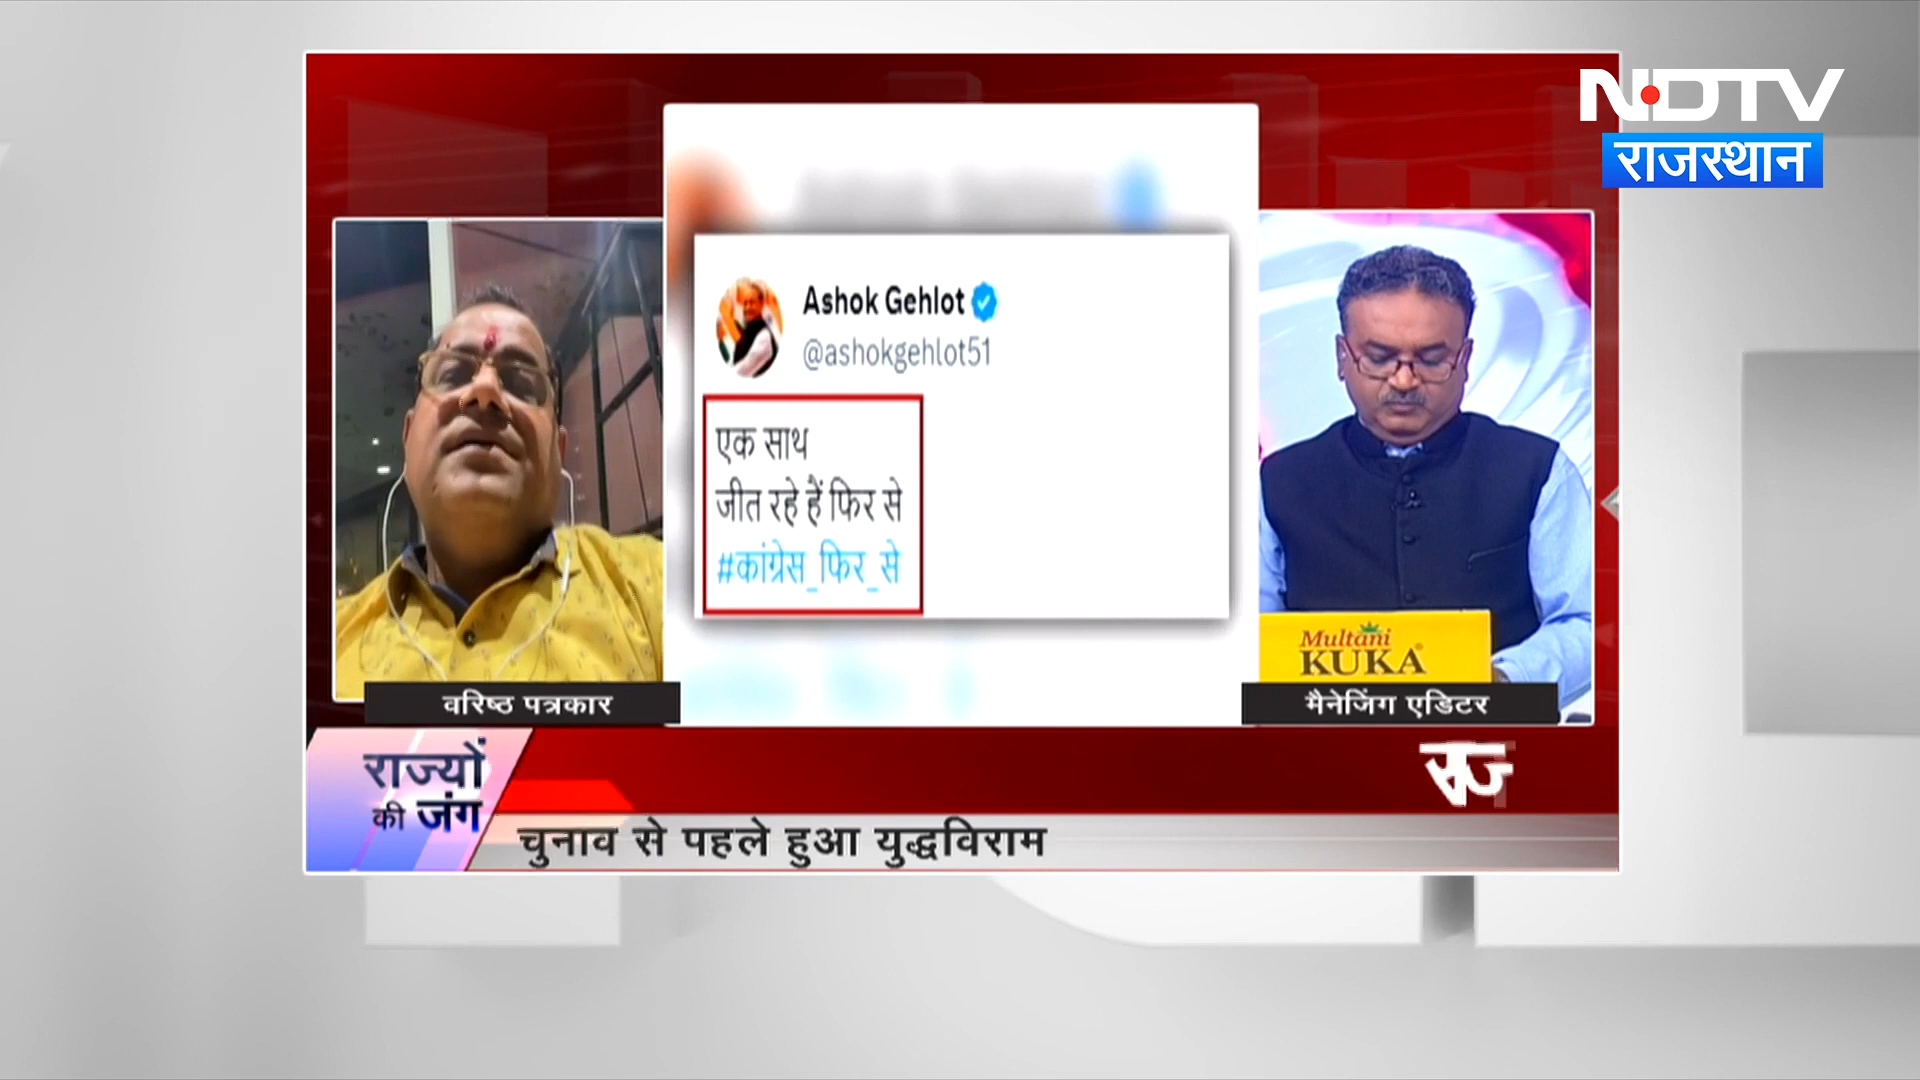 NDTV
राजस्थान
Ashok Gehlot
@ashokgehlot51
एक साथ
जीत रहे हैं फिर से
#कांग्रेस_फिर_से
Multani
KUKA
वरिष्ठ पत्रकार
मैनेजिंग एडिटर
राज्यों
की जंग
चुनाव से पहले हुआ युद्धविराम